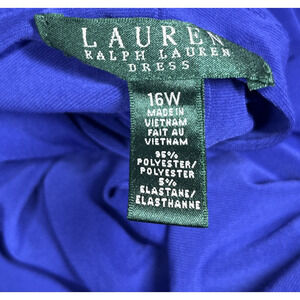 LAUREN
RALPH LAUREN
DRESS
16W
MADE IN
VIETNAM
FAIT AU
VIETNAM
95%
POLYESTER/
POLYESTER
5%
ELASTANE/
ELASTHANNE